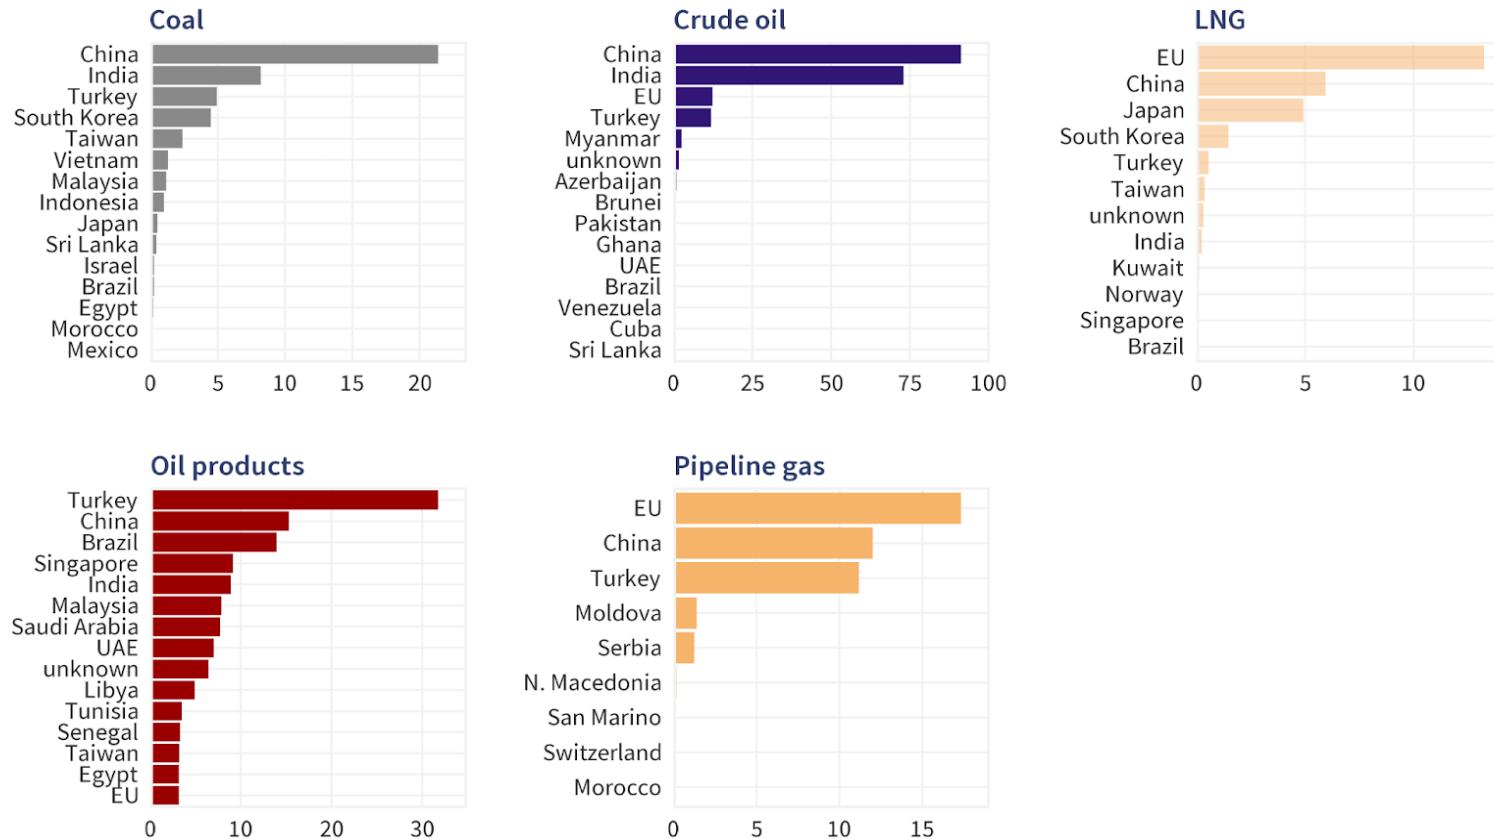 Coal
China
India
Turkey
South Korea
Taiwan
Vietnam
Malaysia
Indonesia
Japan
Sri Lanka
Israel
Brazil
Egypt
Morocco
Mexico
0 5 10 15 20
Crude oil
China
India
EU
Turkey
Myanmar
unknown
Azerbaijan
Brunei
Pakistan
Ghana
UAE
Brazil
Venezuela
Cuba
Sri Lanka
0 25 50 75 100
LNG
EU
China
Japan
South Korea
Turkey
Taiwan
unknown
India
Kuwait
Norway
Singapore
Brazil
0 5 10
Oil products
Turkey
China
Brazil
Singapore
India
Malaysia
Saudi Arabia
UAE
unknown
Libya
Tunisia
Senegal
Taiwan
Egypt
EU
0 10 20 30
Pipeline gas
EU
China
Turkey
Moldova
Serbia
N. Macedonia
San Marino
Switzerland
Morocco
0 5 10 15